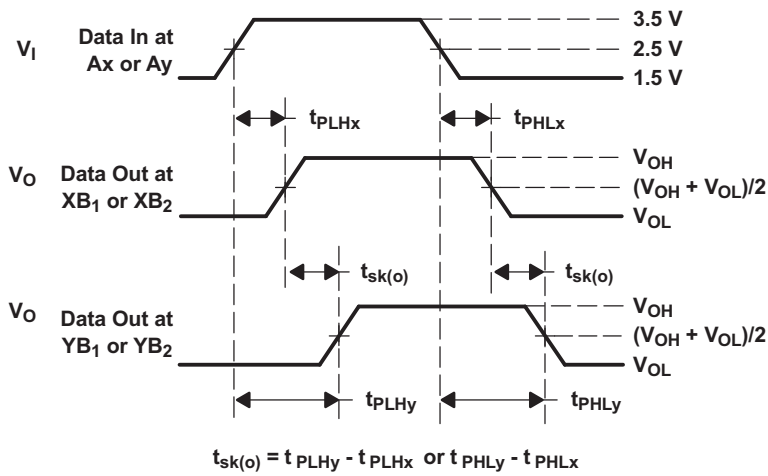 3.5 V
V_I Data In at
Ax or Ay
2.5 V
1.5 V
t_PLHx t_PHLx
V_O Data Out at
XB_1 or XB_2
V_OH
(V_OH + V_OL)/2
V_OL
t_sk(o) t_sk(o)
V_O Data Out at
YB_1 or YB_2
V_OH
(V_OH + V_OL)/2
V_OL
t_PLHy t_PHLy
t_sk(o) = t_PLHy - t_PLHx or t_PHLy - t_PHLx